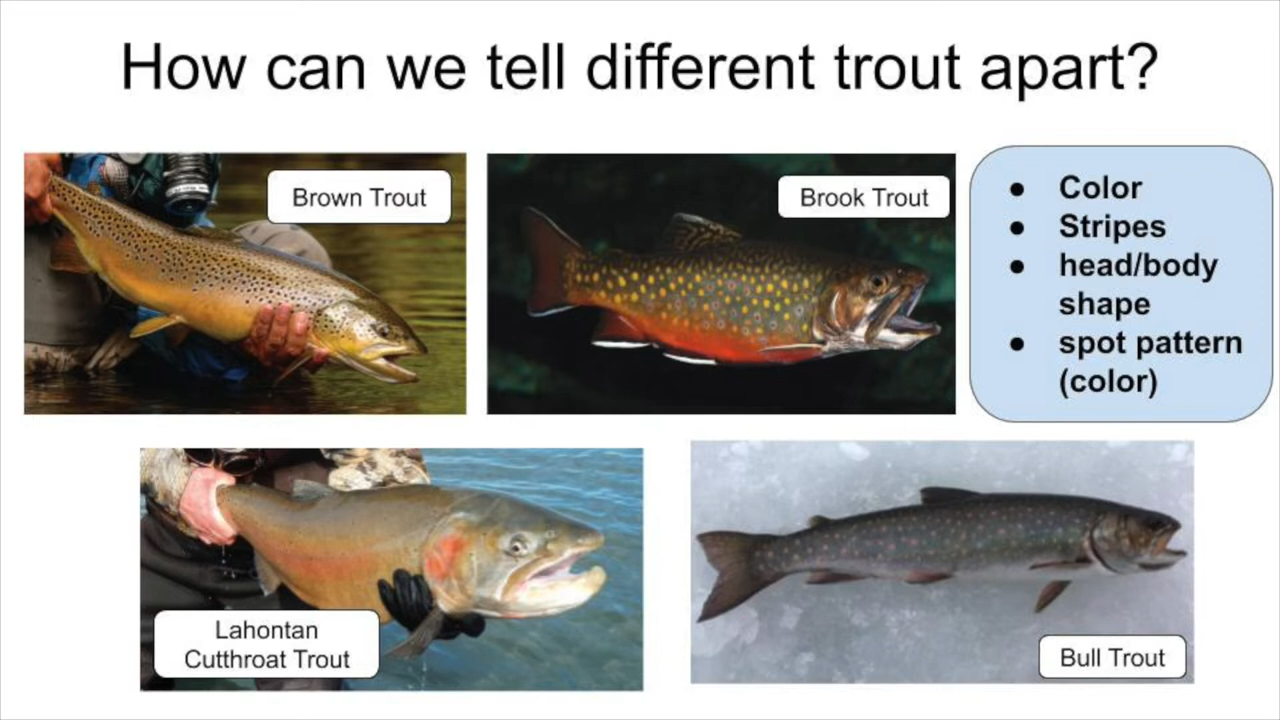 How can we tell different trout apart?
Brown Trout
Brook Trout
● Color
● Stripes
● head/body
shape
● spot pattern
(color)
Lahontan
Cutthroat Trout
Bull Trout